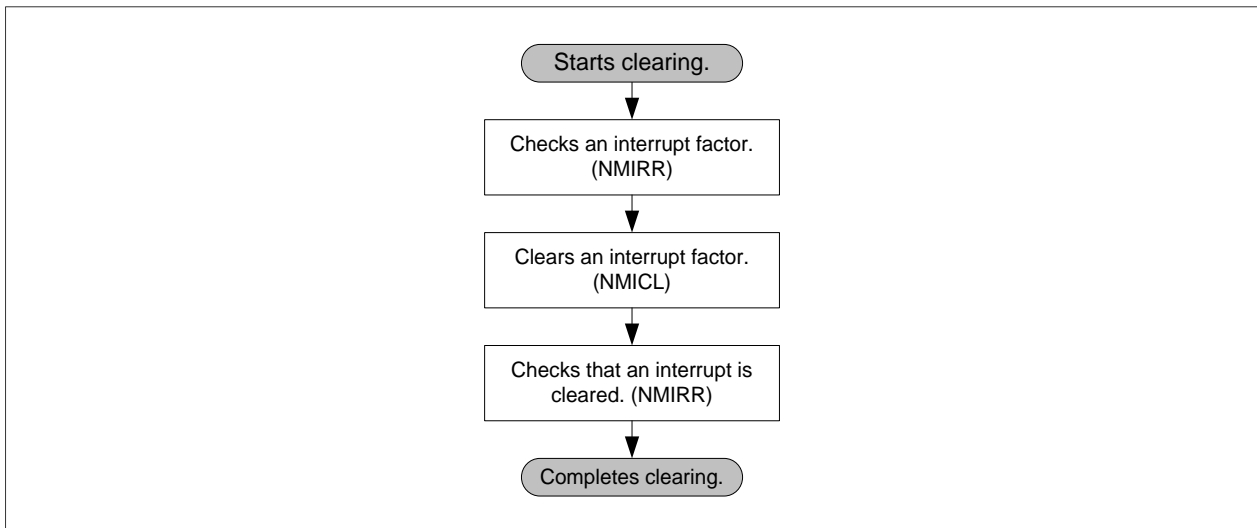 Starts clearing.
Checks an interrupt factor.
(NMIRR)
Clears an interrupt factor.
(NMICL)
Checks that an interrupt is
cleared. (NMIRR)
Completes clearing.